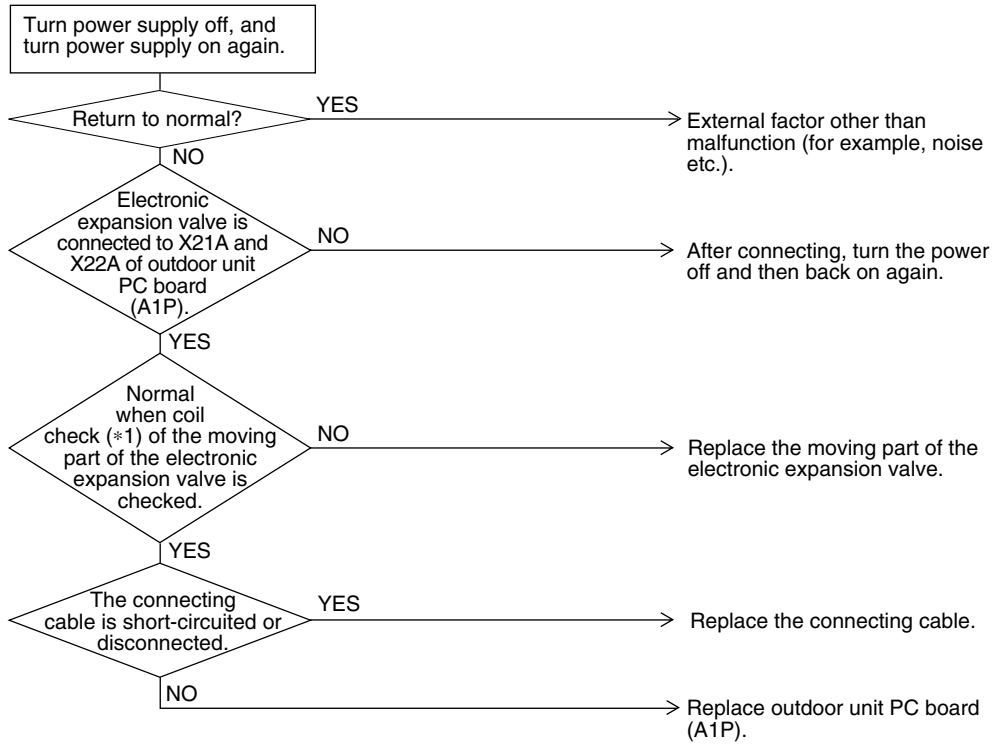 Turn power supply off, and
turn power supply on again.
Return to normal?
YES
External factor other than
malfunction (for example, noise
etc.).
NO
Electronic
expansion valve is
connected to X21A and
X22A of outdoor unit
PC board
(A1P).
NO
After connecting, turn the power
off and then back on again.
YES
Normal
when coil
check (*1) of the moving
part of the electronic
expansion valve is
checked.
NO
Replace the moving part of the
electronic expansion valve.
YES
The connecting
cable is short-circuited or
disconnected.
YES
Replace the connecting cable.
NO
Replace outdoor unit PC board
(A1P).